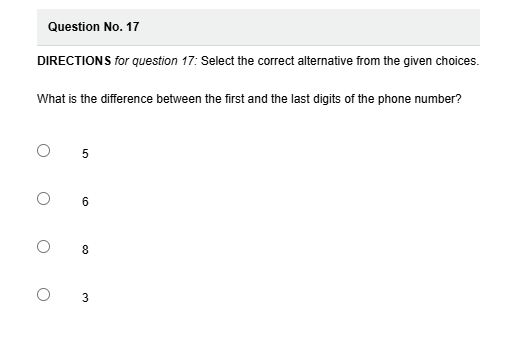 Question No. 17
DIRECTIONS for question 17: Select the correct alternative from the given choices.
What is the difference between the first and the last digits of the phone number?
5
6
8
3